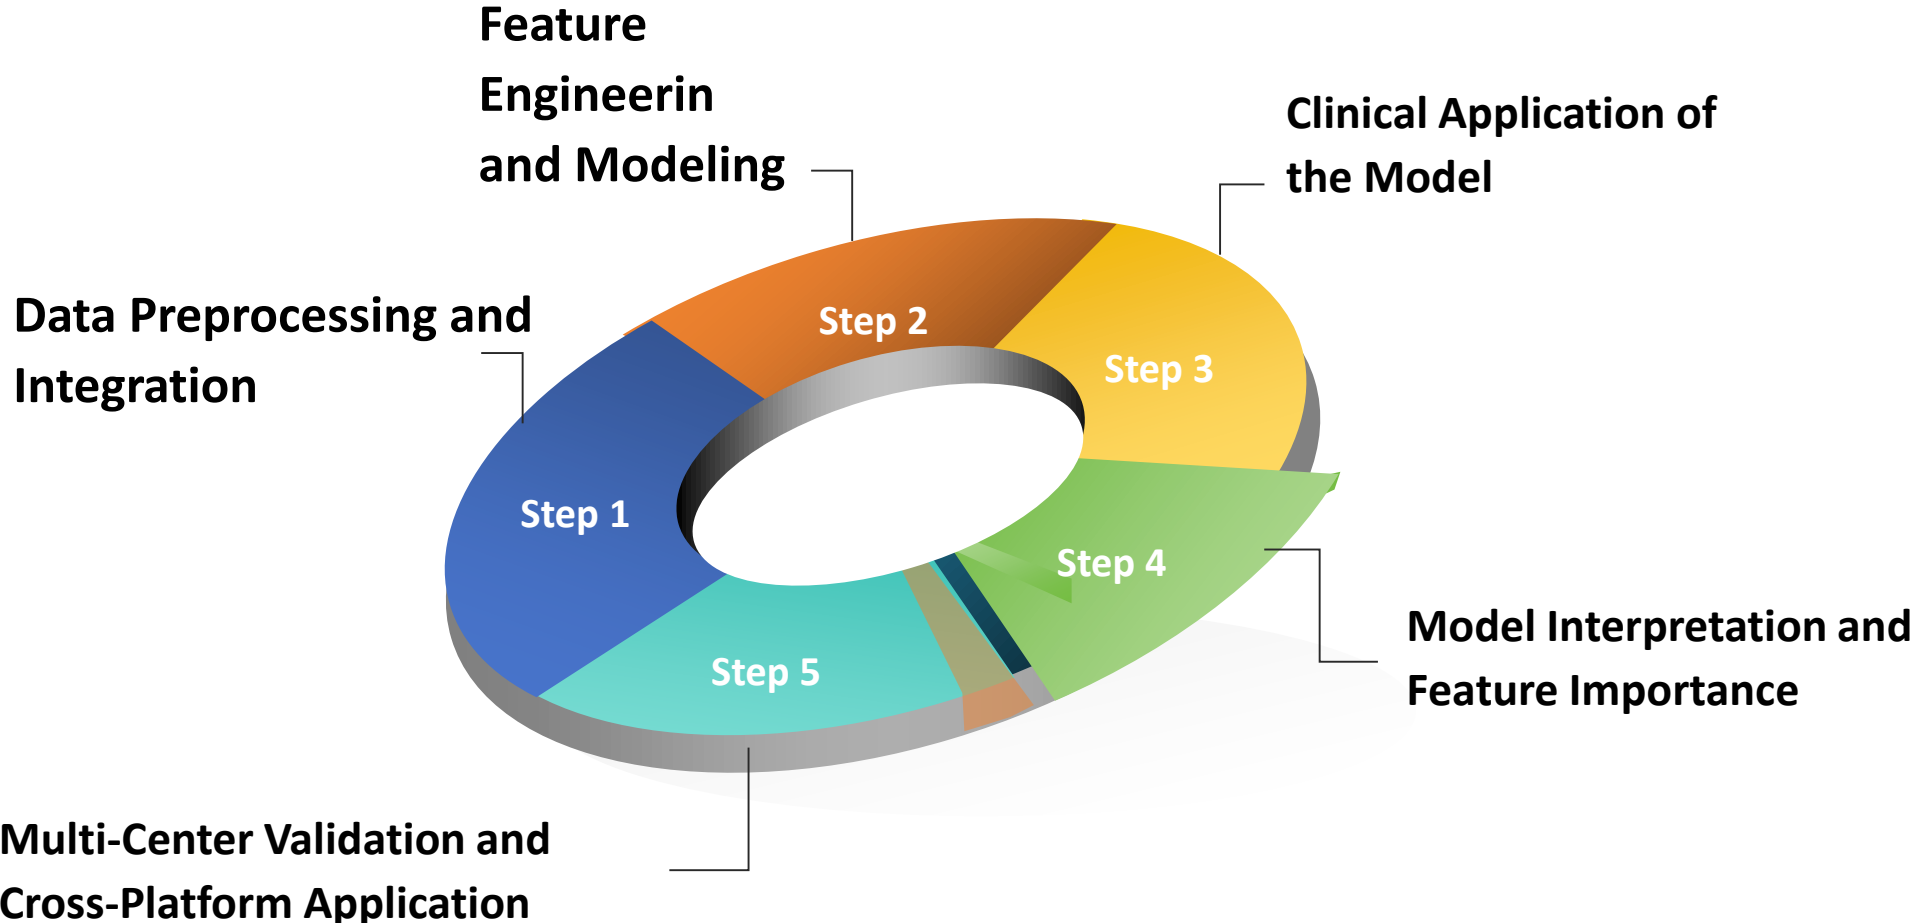 Feature
Engineerin
and Modeling
Clinical Application of
the Model
Data Preprocessing and
Integration
Step 2
Step 3
Step 1
Step 4
Step 5
Model Interpretation and
Feature Importance
Multi-Center Validation and
Cross-Platform Application